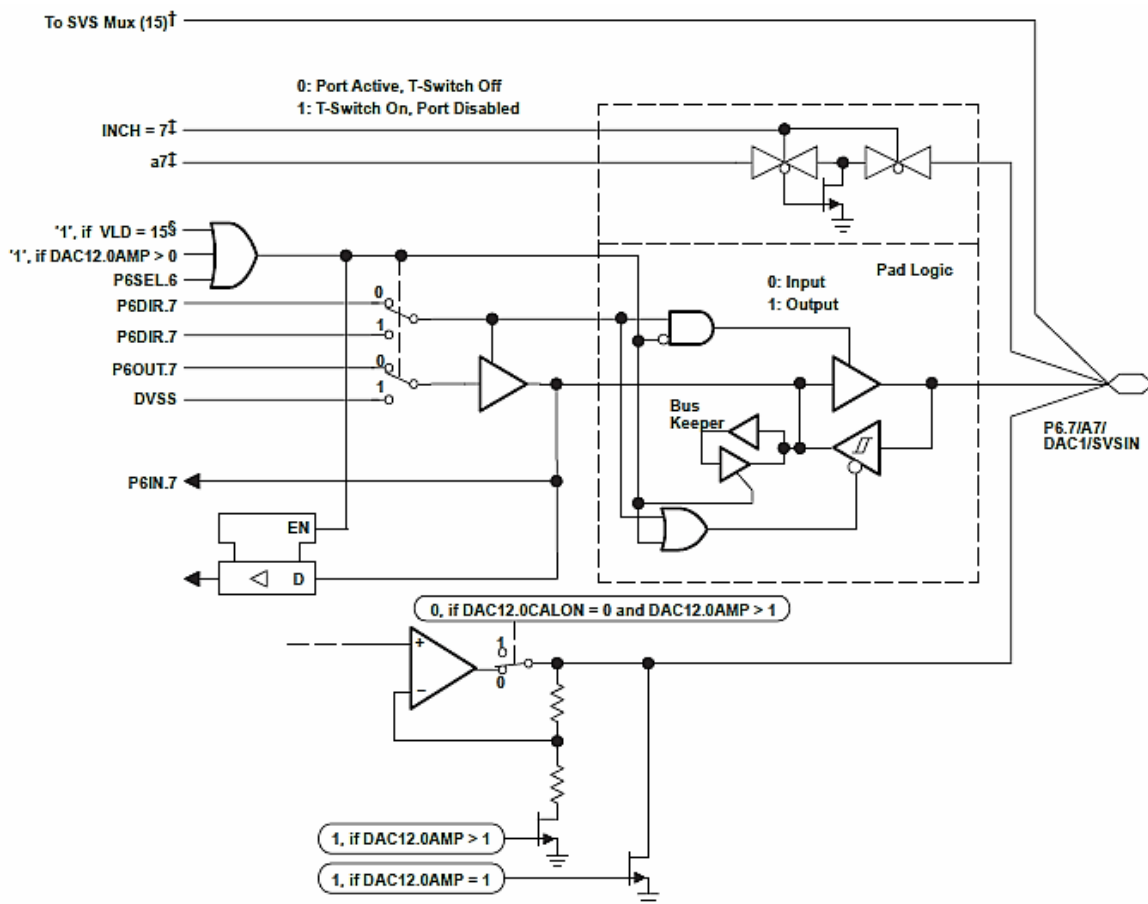 To SVS Mux (15)†
0: Port Active, T-Switch Off
1: T-Switch On, Port Disabled
INCH = 7‡
a7‡
'1', if VLD = 15§
'1', if DAC12.0AMP > 0
P6SEL.6
P6DIR.7
0
P6DIR.7
1
P6OUT.7
0
DVSS
1
Pad Logic
0: Input
1: Output
Bus
Keeper
P6.7/A7/
DAC1/SVSIN
P6IN.7
EN
D
0, if DAC12.0CALON = 0 and DAC12.0AMP > 1
+
−
1
0
1, if DAC12.0AMP > 1
1, if DAC12.0AMP = 1